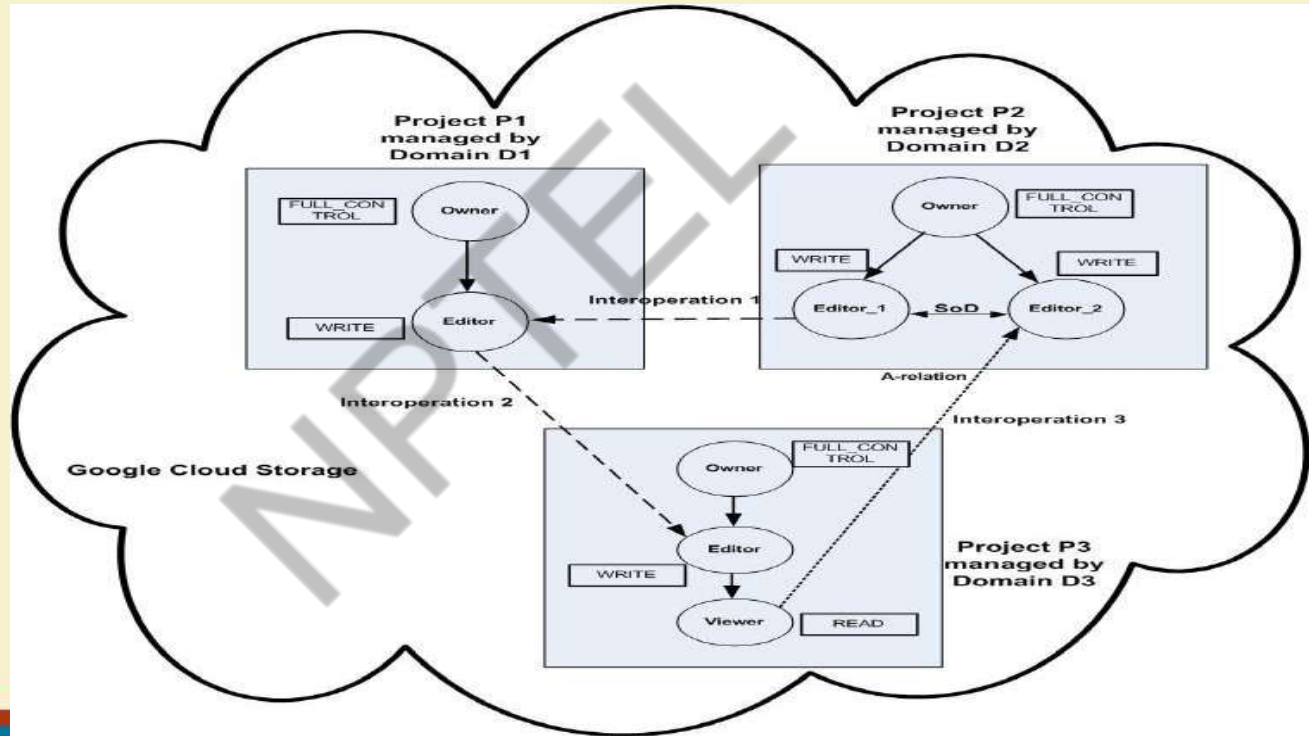 Project P1
managed by
Domain D1
Project P2
managed by
Domain D2
FULL_CON
TROL
Owner
Owner
FULL_CON
TROL
WRITE
WRITE
Interoperation 1
Editor_1
SoD
Editor_2
WRITE
Editor
A-relation
Interoperation 2
Interoperation 3
Google Cloud Storage
Owner
FULL_CON
TROL
Editor
WRITE
Project P3
managed by
Domain D3
Viewer
READ
NPTEL